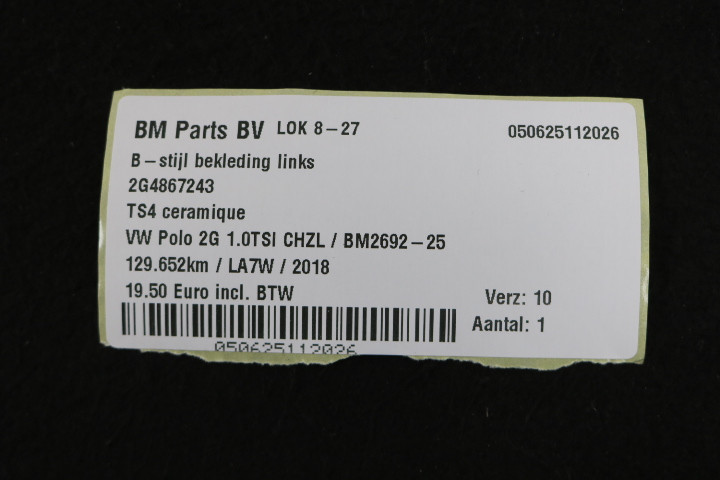 BM Parts BV LOK 8-27 050625112026
B-stijl bekleding links
2G4867243
TS4 ceramique
VW Polo 2G 1.0TSI CHZL / BM2692-25
129.652km / LA7W / 2018
19.50 Euro incl. BTW Verz: 10
Aantal: 1
050625112026